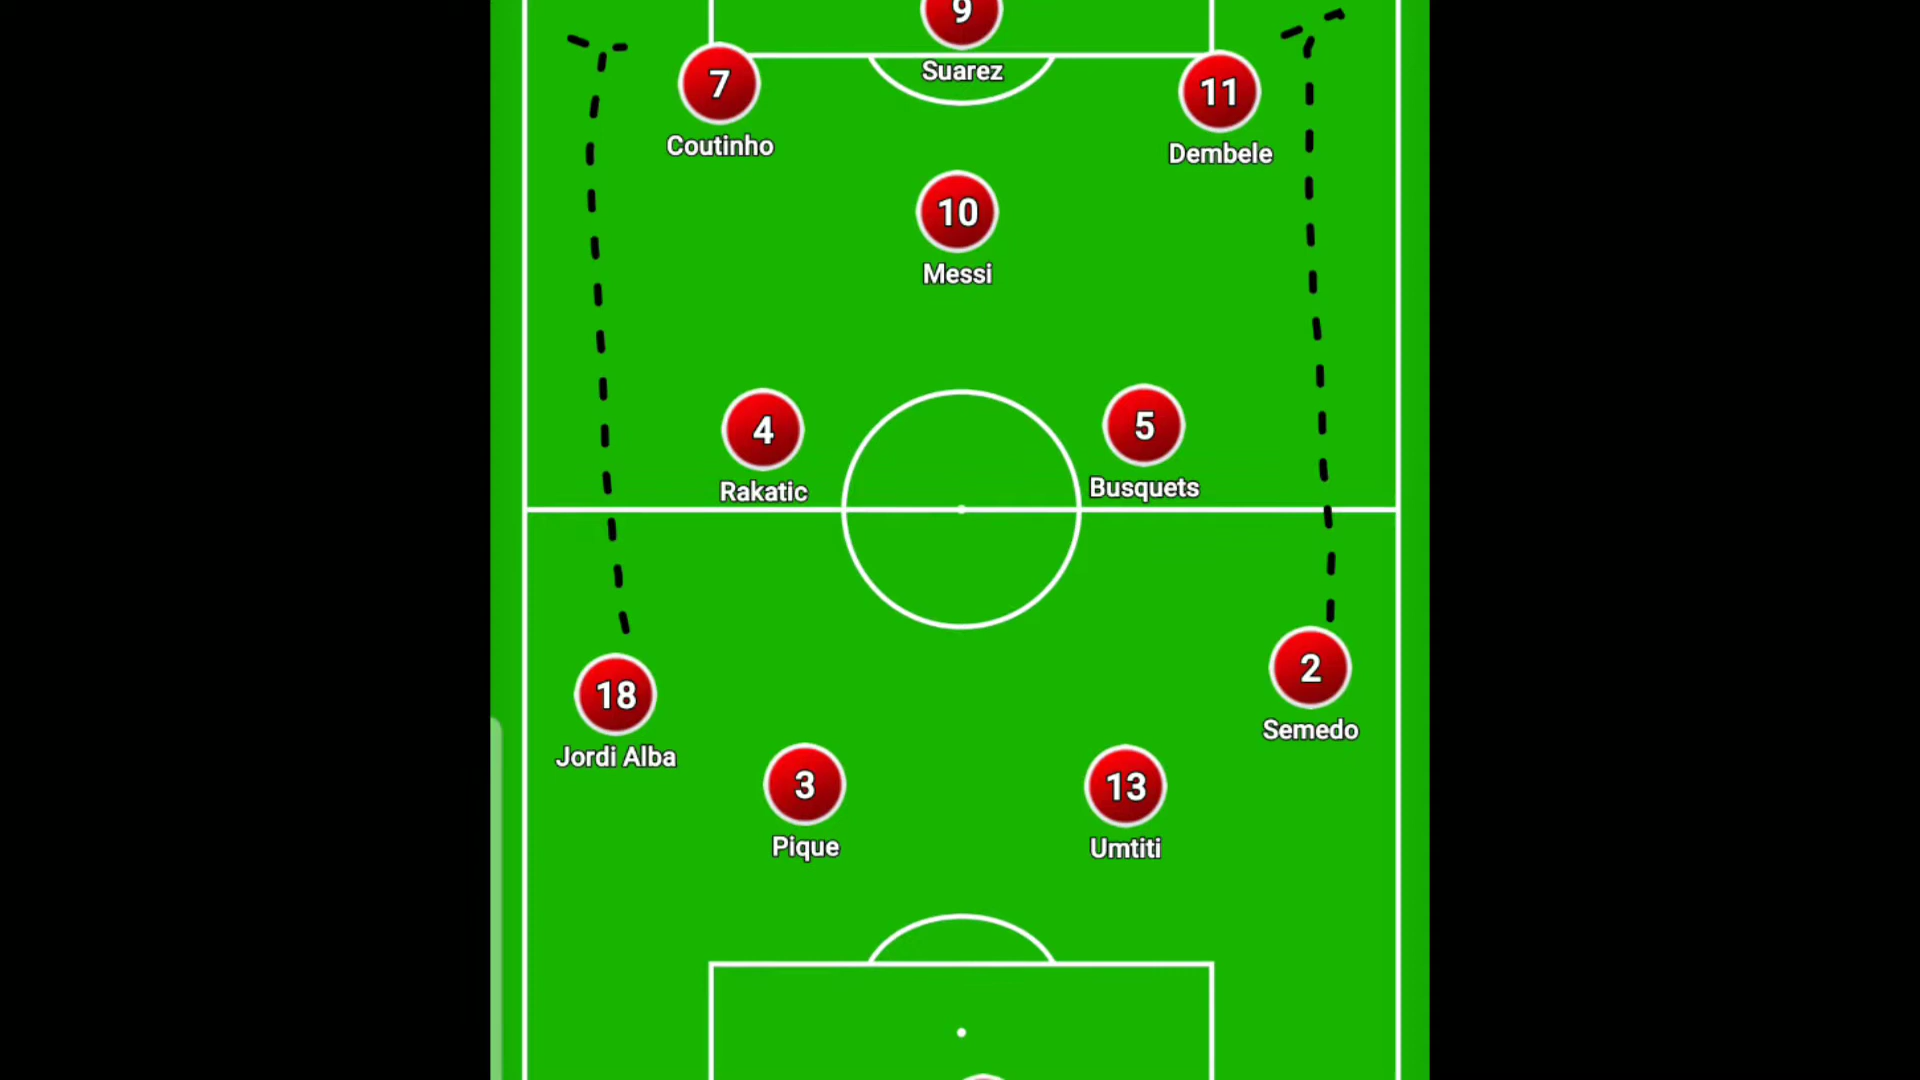 9
Suarez
7
Coutinho
11
Dembele
10
Messi
4
Rakatic
5
Busquets
18
Jordi Alba
2
Semedo
3
Pique
13
Umtiti